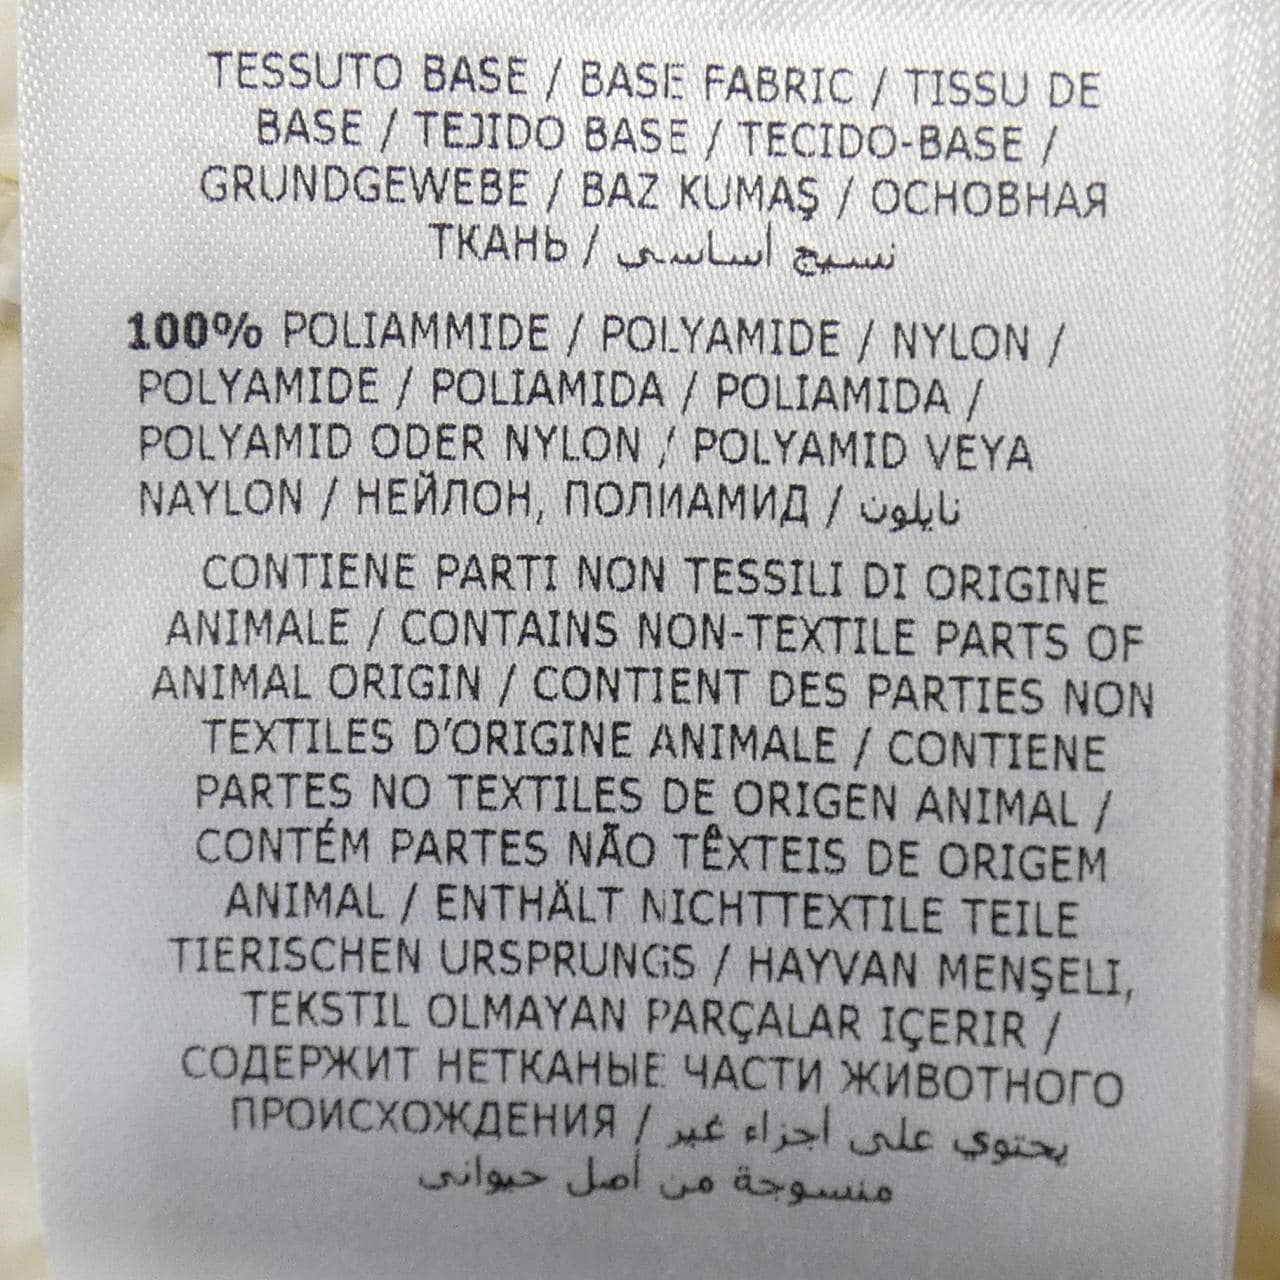 TESSUTO BASE / BASE FABRIC / TISSU DE
BASE / TEJIDO BASE / TECIDO-BASE /
GRUNDGEWEBE / BAZ KUMAŞ / ОСНОВНАЯ
ТКАНЬ / نسيج أساسى
100% POLIAMMIDE / POLYAMIDE / NYLON /
POLYAMIDE / POLIAMIDA / POLIAMIDA /
POLYAMID ODER NYLON / POLYAMID VEYA
NAYLON / НЕЙЛОН, ПОЛИАМИД / نايلون
CONTIENE PARTI NON TESSILI DI ORIGINE
ANIMALE / CONTAINS NON-TEXTILE PARTS OF
ANIMAL ORIGIN / CONTIENT DES PARTIES NON
TEXTILES D'ORIGINE ANIMALE / CONTIENE
PARTES NO TEXTILES DE ORIGEN ANIMAL /
CONTÉM PARTES NÃO TÊXTEIS DE ORIGEM
ANIMAL / ENTHÄLT NICHTTEXTILE TEILE
TIERISCHEN URSPRUNGS / HAYVAN MENŞELI,
TEKSTIL OLMAYAN PARÇALAR IÇERIR /
СОДЕРЖИТ НЕТКАНЫЕ ЧАСТИ ЖИВОТНОГО
ПРОИСХОЖДЕНИЯ / يحتوي على أجزاء غير
منسوجة من أصل حيوانى